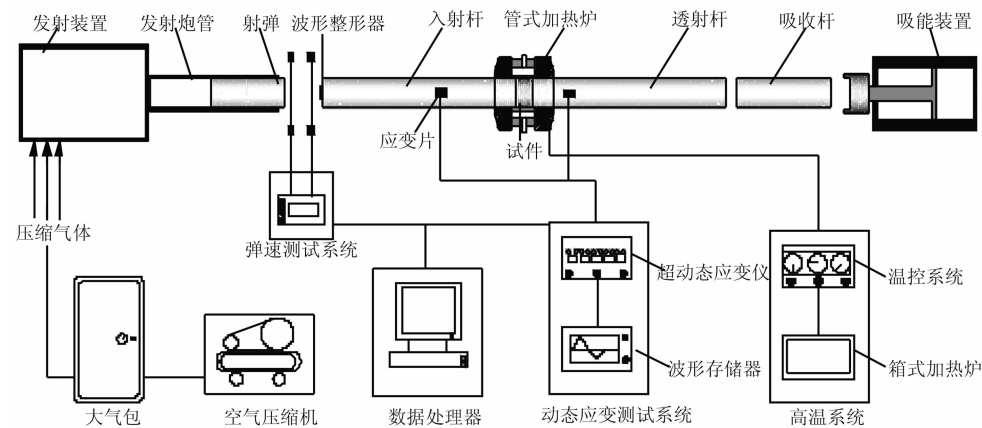 发射装置
发射炮管
射弹
波形整形器
入射杆
管式加热炉
透射杆
吸收杆
吸能装置
应变片
试件
压缩气体
弹速测试系统
超动态应变仪
温控系统
波形存储器
箱式加热炉
大气包
空气压缩机
数据处理器
动态应变测试系统
高温系统